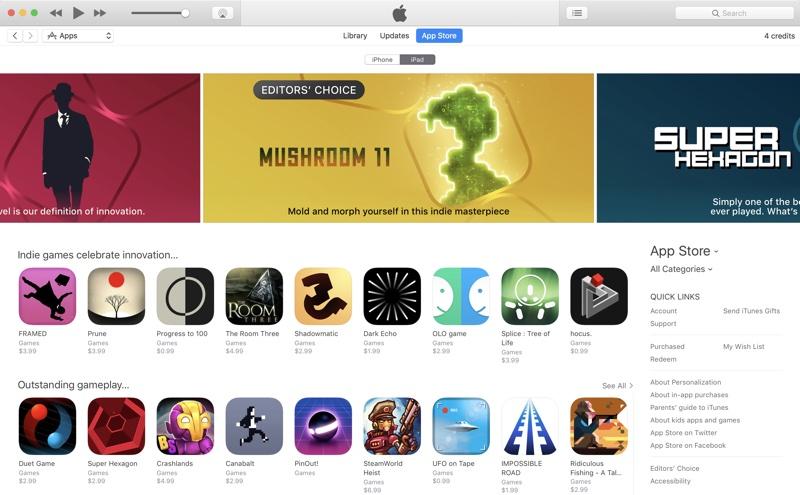 Search
Apps
Library
Updates
App Store
4 credits
iPhone
iPad
vel is our definition of innovation.
EDITORS' CHOICE
MUSHROOM 11
Mold and morph yourself in this indie masterpiece
SUPER
HEXAGON
Simply one of the
ever played. What's
Indie games celebrate innovation...
FRAMED
Games
$3.99
Prune
Games
$3.99
Progress to 100
Games
$0.99
THE
ROOM
THREE
The Room Three
Games
$4.99
Shadowmatic
Games
$2.99
Dark Echo
Games
$1.99
OLO game
Games
$2.99
Splice : Tree of
Life
Games
$3.99
hocus.
Games
$0.99
Outstanding gameplay...
See All
Duet Game
Games
$2.99
Super Hexagon
Games
$2.99
Crashlands
Games
$4.99
Canabalt
Games
$2.99
PinOut!
Games
SteamWorld
Heist
Games
$6.99
REC
UFO on Tape
Games
$0.99
IMPOSSIBLE
ROAD
Games
$1.99
Ridiculous
Fishing - A Tal...
Games
$2.99
App Store
All Categories
QUICK LINKS
Account
Send iTunes Gifts
Support
Purchased
My Wish List
Redeem
About Personalization
About in-app purchases
Parents' guide to iTunes
About kids apps and games
App Store on Twitter
App Store on Facebook
Editors' Choice
Accessibility